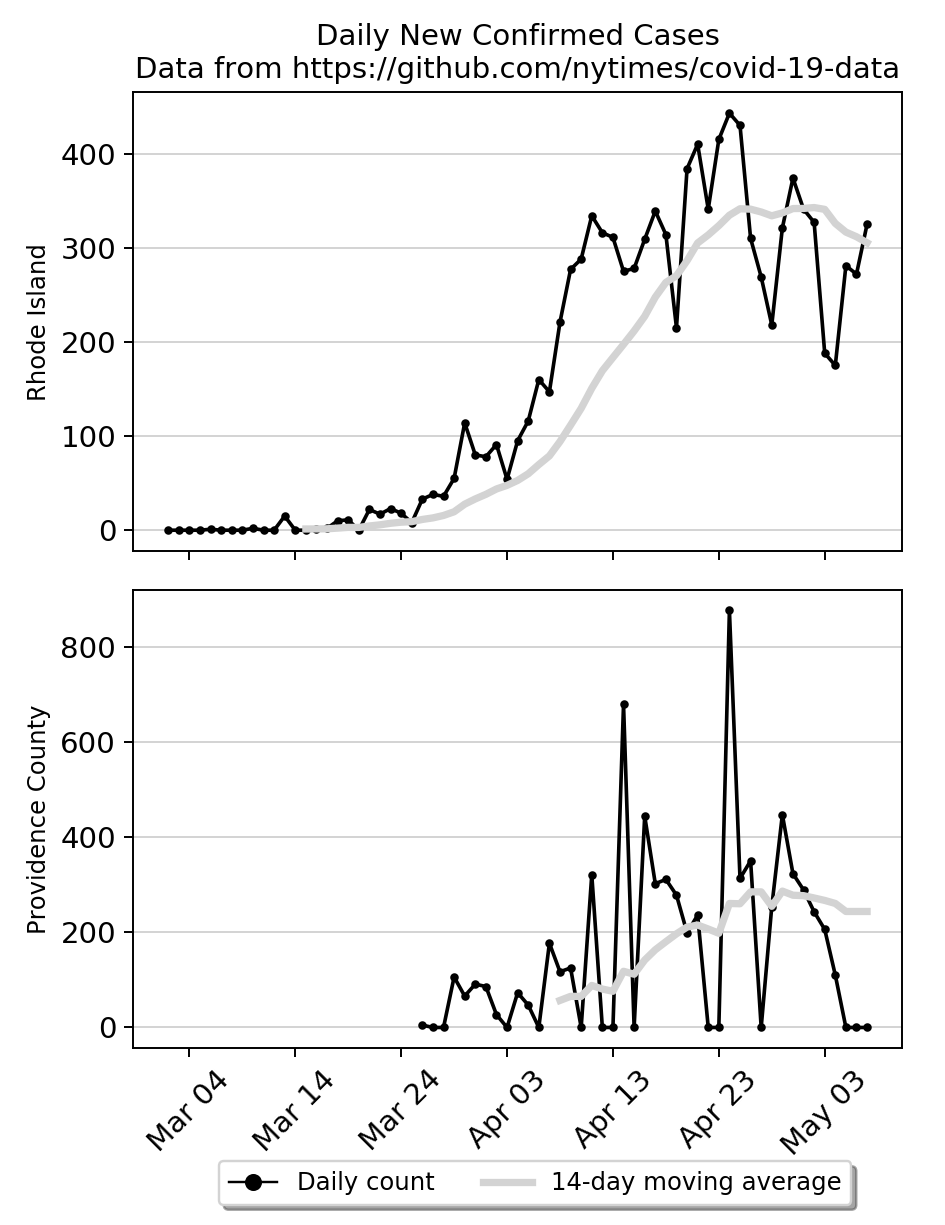 Daily New Confirmed Cases
Data from https://github.com/nytimes/covid-19-data
Rhode Island
400
300
200
100
0
Providence County
800
600
400
200
0
Mar 04
Mar 14
Mar 24
Apr 03
Apr 13
Apr 23
May 03
Daily count
14-day moving average